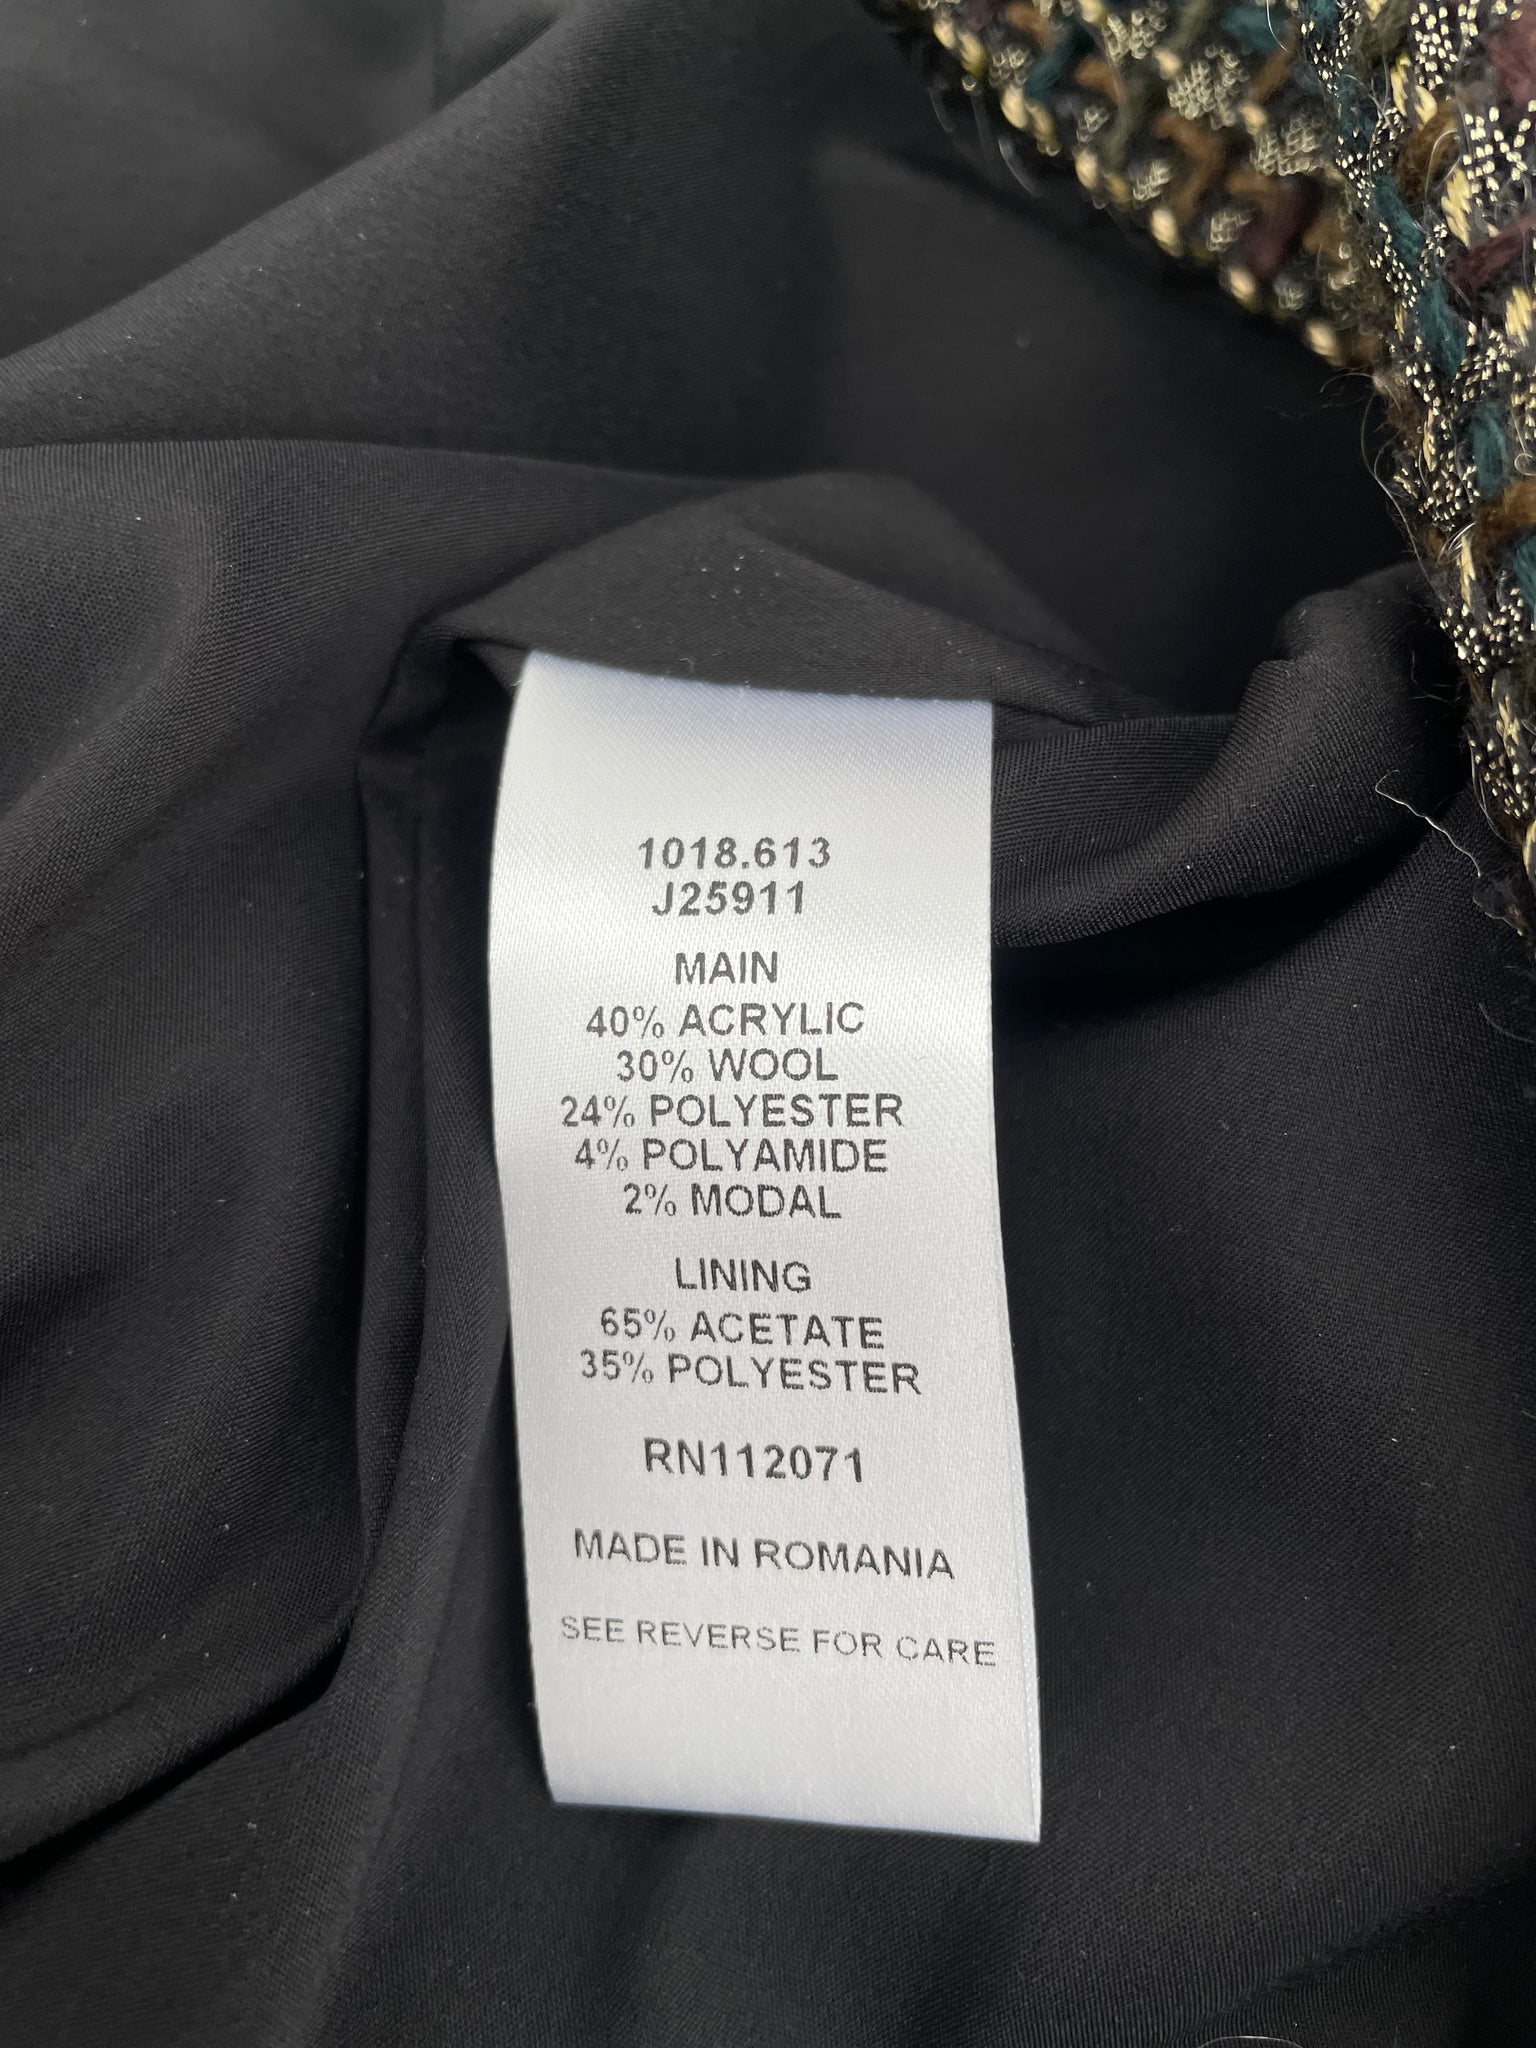 1018.613
J25911
MAIN
40% ACRYLIC
30% WOOL
24% POLYESTER
4% POLYAMIDE
2% MODAL
LINING
65% ACETATE
35% POLYESTER
RN112071
MADE IN ROMANIA
SEE REVERSE FOR CARE